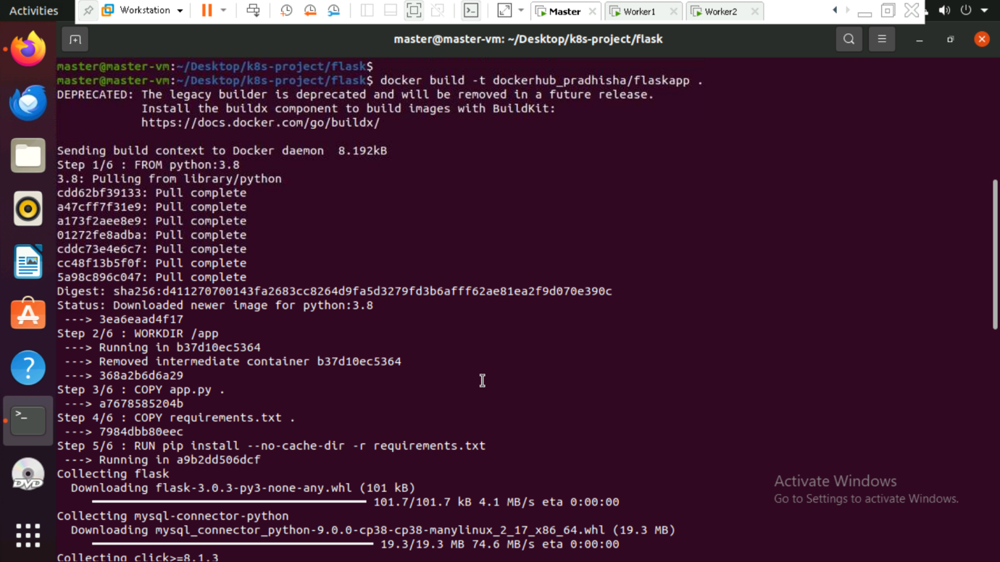 Activities
Workstation
Master
Worker1
Worker2
master@master-vm: ~/Desktop/k8s-project/flask
master@master-vm:~/Desktop/k8s-project/flask$
master@master-vm:~/Desktop/k8s-project/flask$ docker build -t dockerhub_pradhisha/flaskapp .
DEPRECATED: The legacy builder is deprecated and will be removed in a future release.
Install the buildx component to build images with BuildKit:
https://docs.docker.com/go/buildx/
Sending build context to Docker daemon  8.192kB
Step 1/6 : FROM python:3.8
3.8: Pulling from library/python
cdd62bf39133: Pull complete
a47cff7f31e9: Pull complete
a173f2aee8e9: Pull complete
01272fe8adba: Pull complete
cddc73e4e6c7: Pull complete
cc48f13b5f0f: Pull complete
5a98c896c047: Pull complete
Digest: sha256:d411270700143fa2683cc8264d9fa5d3279fd3b6afff62ae81ea2f9d070e390c
Status: Downloaded newer image for python:3.8
---> 3ea6eaad4f17
Step 2/6 : WORKDIR /app
---> Running in b37d10ec5364
---> Removed intermediate container b37d10ec5364
---> 368a2b6d6a29
Step 3/6 : COPY app.py .
---> a7678585204b
Step 4/6 : COPY requirements.txt .
---> 7984dbb80eec
Step 5/6 : RUN pip install --no-cache-dir -r requirements.txt
---> Running in a9b2dd506dcf
Collecting flask
Downloading flask-3.0.3-py3-none-any.whl (101 kB)
101.7/101.7 kB 4.1 MB/s eta 0:00:00
Collecting mysql-connector-python
Downloading mysql_connector_python-9.0.0-cp38-cp38-manylinux_2_17_x86_64.whl (19.3 MB)
19.3/19.3 MB 74.6 MB/s eta 0:00:00
Collecting click>=8.1.3
Activate Windows
Go to Settings to activate Windows.
DVD